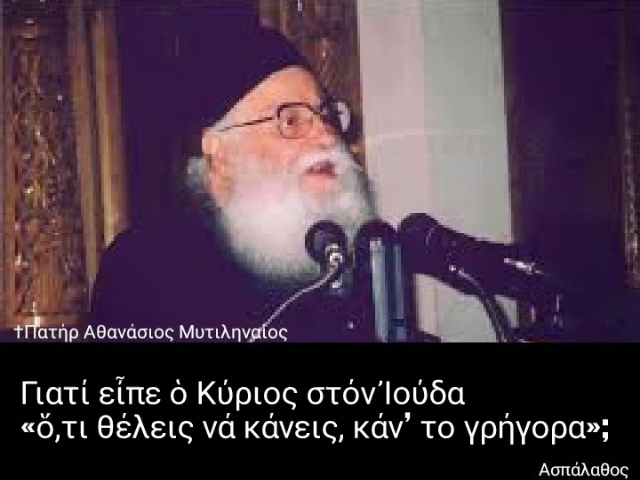 †Πατήρ Αθανάσιος Μυτιληναίος
Γιατί εἶπε ὁ Κύριος στόν Ἰούδα
«ὅ,τι θέλεις νά κάνεις, κάν' το γρήγορα»;
Ασπάλαθος